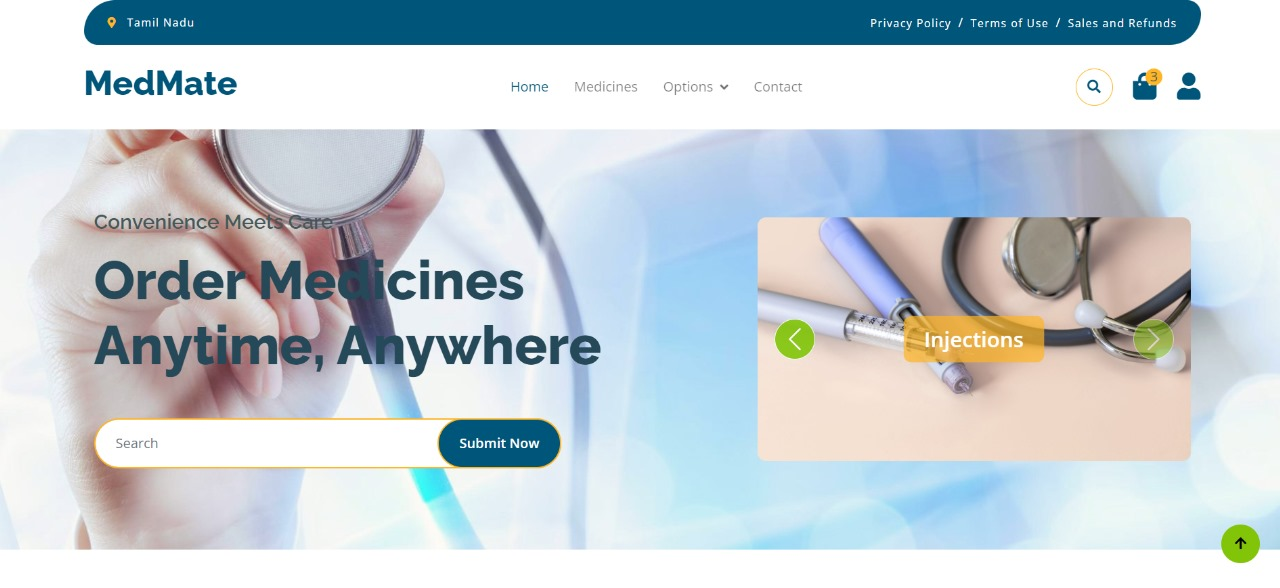 Tamil Nadu
Privacy Policy / Terms of Use / Sales and Refunds
MedMate
Home
Medicines
Options
Contact
3
Convenience Meets Care
Order Medicines
Anytime, Anywhere
Search
Submit Now
Injections